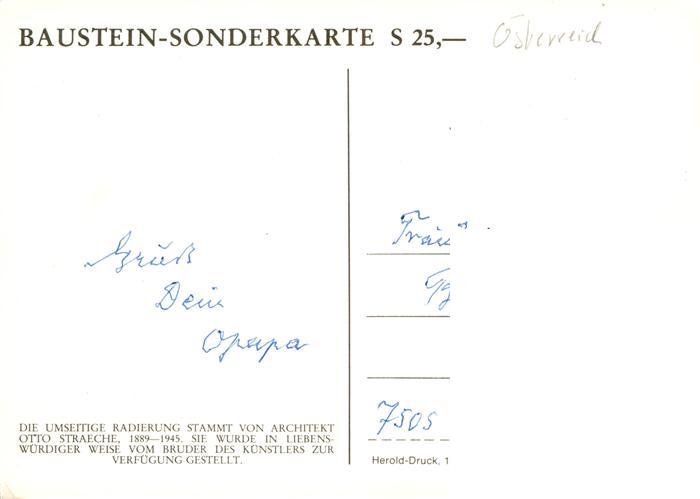 BAUSTEIN-SONDERKARTE S 25,— Österreich
Gruß
Dein
Opapa
DIE UMSEITIGE RADIERUNG STAMMT VON ARCHITEKT
OTTO STRAECHE, 1889—1945. SIE WURDE IN LIEBENS-
WÜRDIGER WEISE VOM BRUDER DES KÜNSTLERS ZUR
VERFÜGUNG GESTELLT.
7505
Herold-Druck, 1